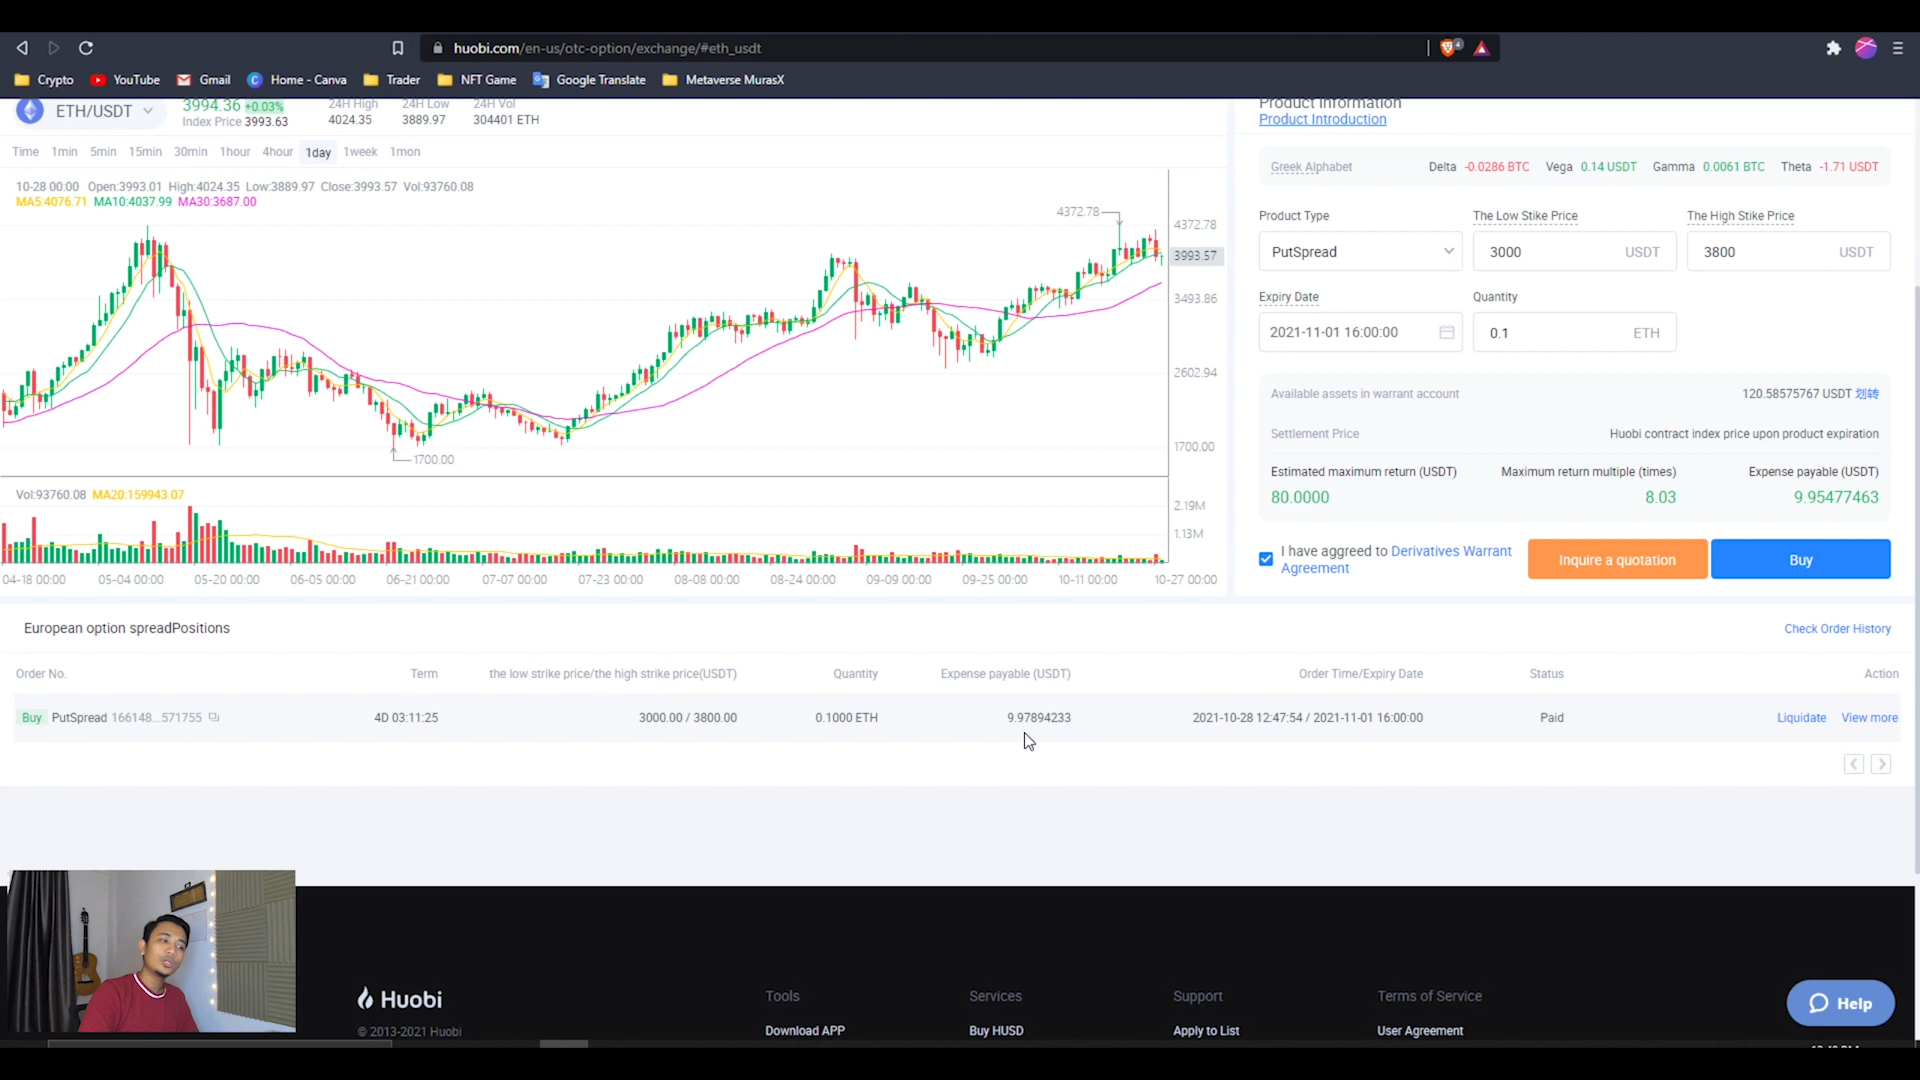 huobi.com/en-us/otc-option/exchange/#eth_usdt
4
Crypto YouTube Gmail Home - Canva Trader NFT Game Google Translate Metaverse MurasX
ETH/USDT
3994.36 +0.03%
Index Price 3993.63
24H High
4024.35
24H Low
3889.97
24H Vol
304401 ETH
Time 1min 5min 15min 30min 1hour 4hour 1day 1week 1mon
10-28 00:00 Open:3993.01 High:4024.35 Low:3889.97 Close:3993.57 Vol:93760.08
MA5:4076.71 MA10:4037.99 MA30:3687.00
4372.78
1700.00
4372.78
3993.57
3493.86
2602.94
1700.00
Vol:93760.08 MA20:159943.07
2.19M
1.13M
04-18 00:00 05-04 00:00 05-20 00:00 06-05 00:00 06-21 00:00 07-07 00:00 07-23 00:00 08-08 00:00 08-24 00:00 09-09 00:00 09-25 00:00 10-11 00:00 10-27 00:00
Product Information
Product Introduction
Greek Alphabet Delta -0.0286 BTC Vega 0.14 USDT Gamma 0.0061 BTC Theta -1.71 USDT
Product Type The Low Stike Price The High Stike Price
PutSpread 3000 USDT 3800 USDT
Expiry Date Quantity
2021-11-01 16:00:00 0.1 ETH
Available assets in warrant account 120.58575767 USDT 划转
Settlement Price Huobi contract index price upon product expiration
Estimated maximum return (USDT) Maximum return multiple (times) Expense payable (USDT)
80.0000 8.03 9.95477463
I have aggreed to Derivatives Warrant
Agreement
Inquire a quotation
Buy
European option spreadPositions
Check Order History
Order No. Term the low strike price/the high strike price(USDT) Quantity Expense payable (USDT) Order Time/Expiry Date Status Action
Buy PutSpread 166148...571755 4D 03:11:25 3000.00 / 3800.00 0.1000 ETH 9.97894233 2021-10-28 12:47:54 / 2021-11-01 16:00:00 Paid Liquidate View more
Huobi
© 2013-2021 Huobi
Tools Services Support Terms of Service
Download APP Buy HUSD Apply to List User Agreement
Help